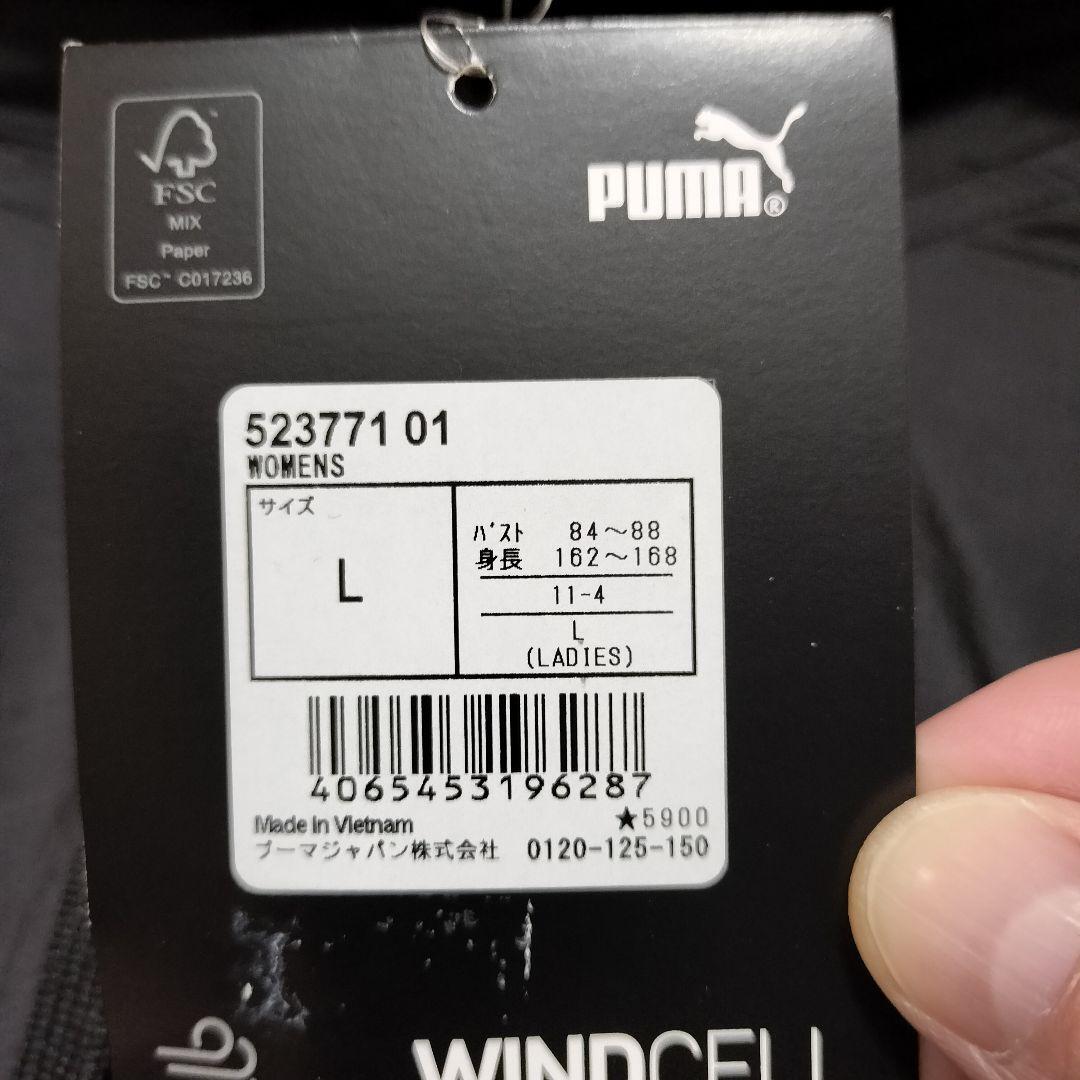 FSC
MIX
Paper
FSC™ C017236
PUMA®
523771 01
WOMENS
サイズ
L
バスト 84～88
身長 162～168
11-4
L
(LADIES)
4065453196287
Made in Vietnam
★5900
プーマジャパン株式会社 0120-125-150
WINDCELL